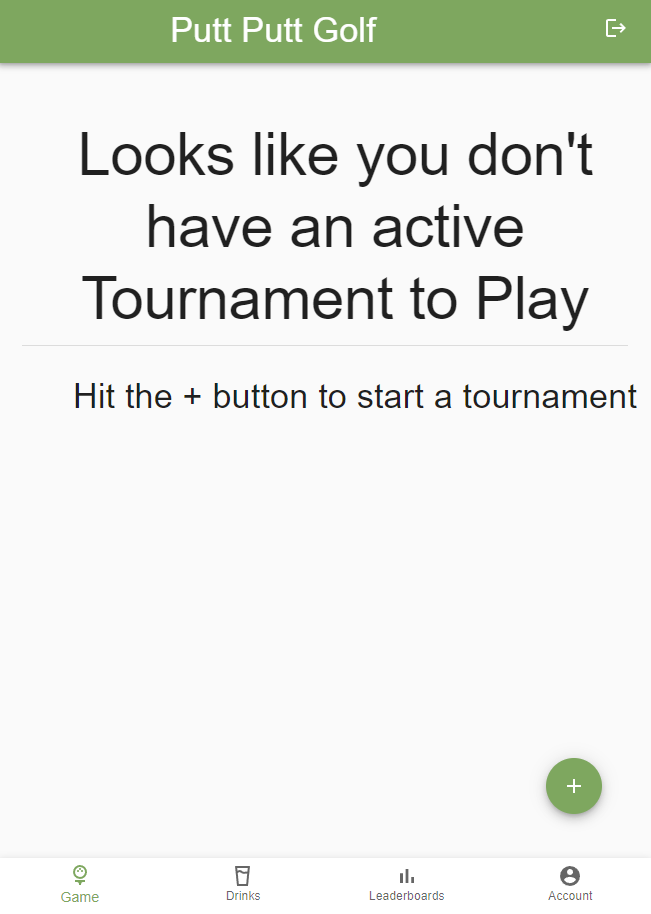 Putt Putt Golf
Looks like you don't
have an active
Tournament to Play
Hit the + button to start a tournament
+
Game
Drinks
Leaderboards
Account